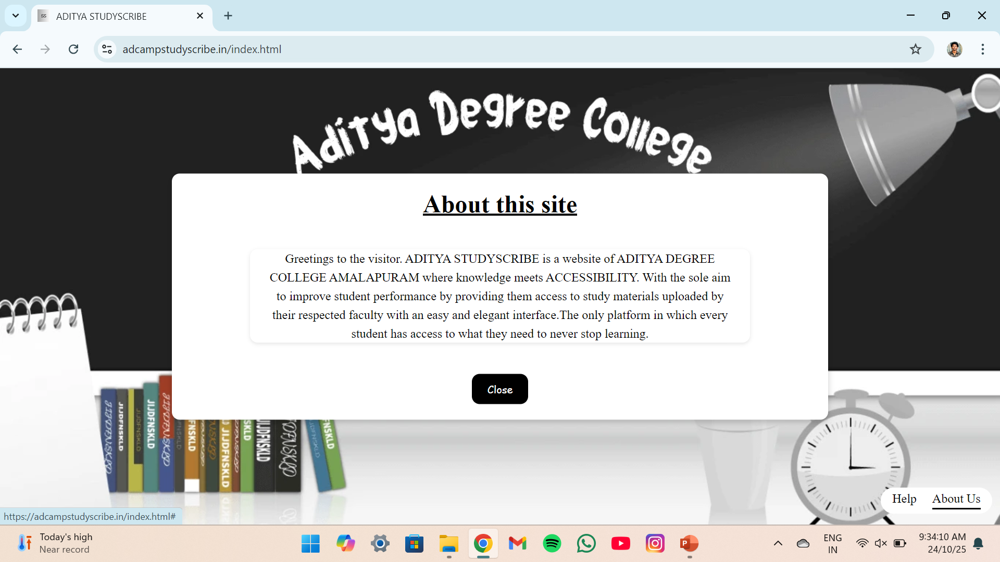 SS ADITYA STUDYSCRIBE
adcampstudyscribe.in/index.html
Aditya Degree College
About this site
Greetings to the visitor. ADITYA STUDYSCRIBE is a website of ADITYA DEGREE
COLLEGE AMALAPURAM where knowledge meets ACCESSIBILITY. With the sole aim
to improve student performance by providing them access to study materials uploaded by
their respected faculty with an easy and elegant interface.The only platform in which every
student has access to what they need to never stop learning.
Close
JIJDFNSKLD
JIJDFNSKLD
JIJDFNSKLD
JIJDFNSKLD
Help About Us
https://adcampstudyscribe.in/index.html#
Today's high
Near record
P
ENG
IN
9:34:10 AM
24/10/25